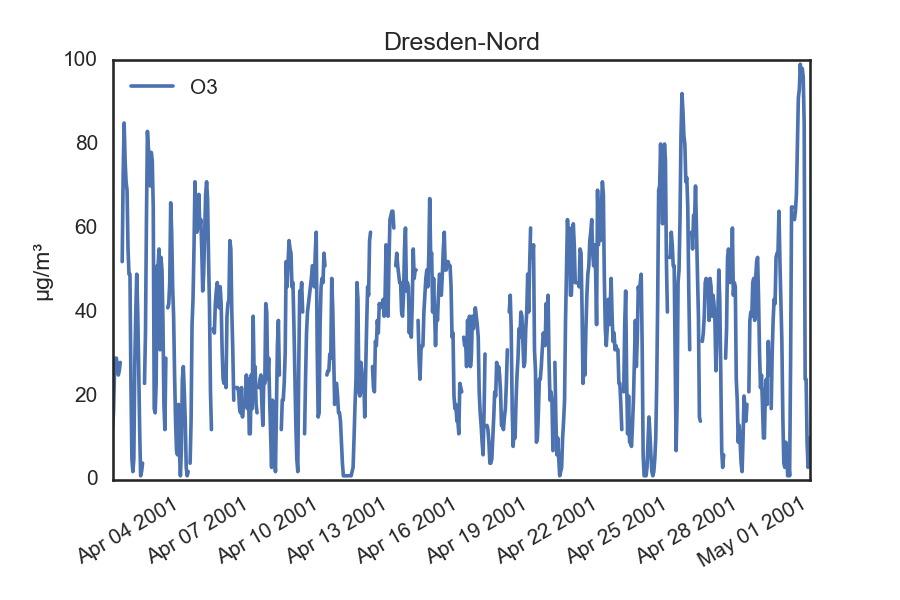 Dresden-Nord
O3
µg/m³
100
80
60
40
20
0
Apr 04 2001
Apr 07 2001
Apr 10 2001
Apr 13 2001
Apr 16 2001
Apr 19 2001
Apr 22 2001
Apr 25 2001
Apr 28 2001
May 01 2001